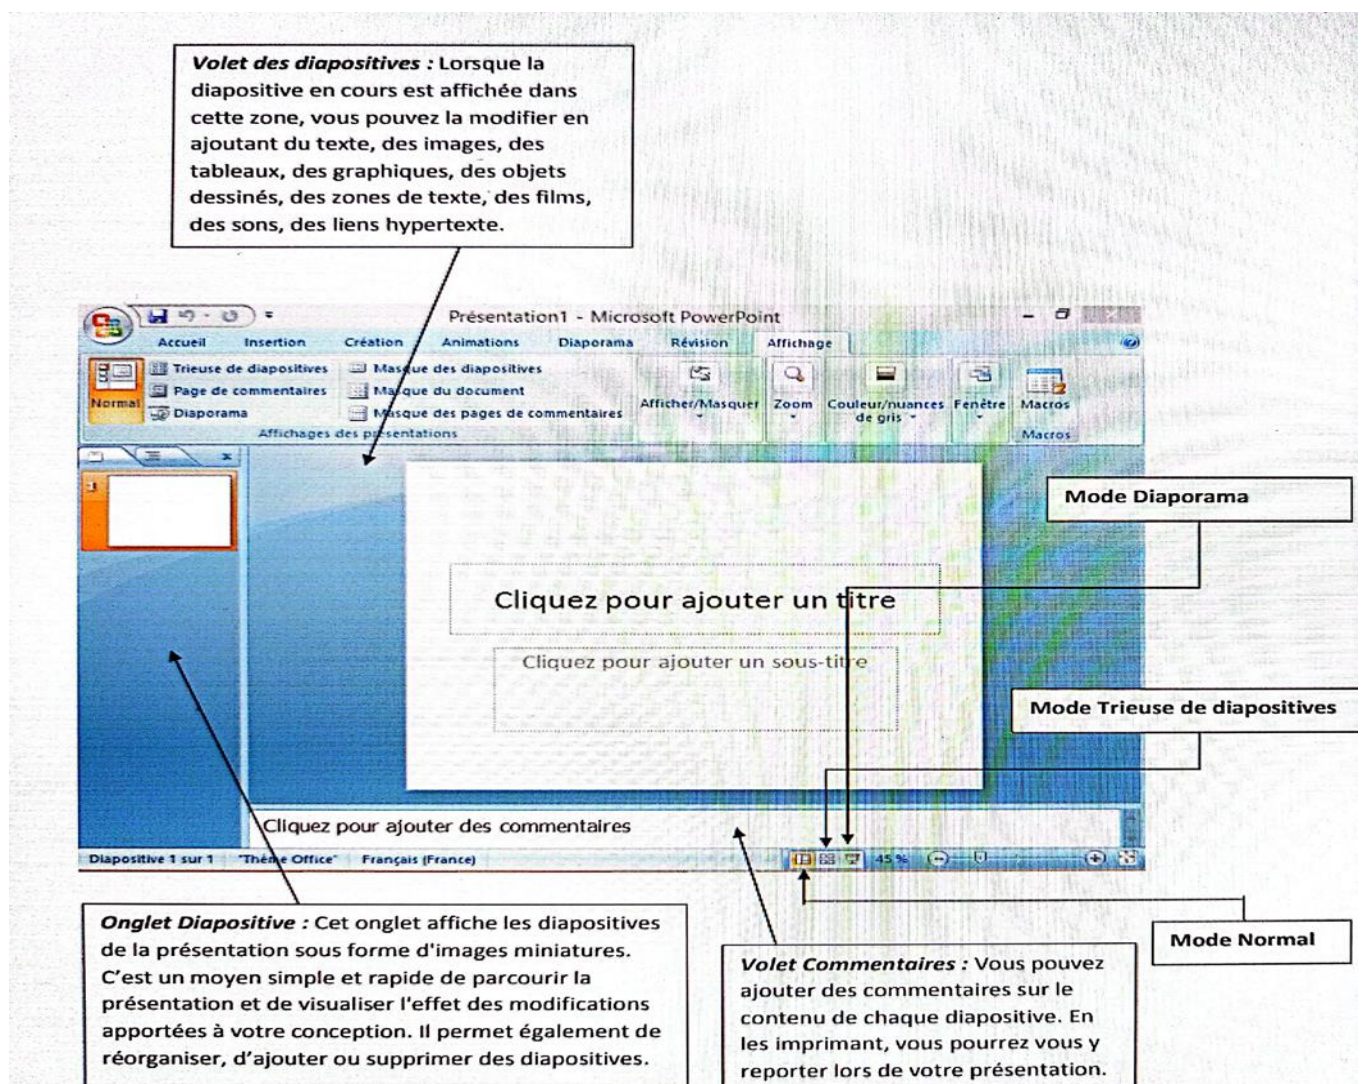 Volet des diapositives : Lorsque la
diapositive en cours est affichée dans
cette zone, vous pouvez la modifier en
ajoutant du texte, des images, des
tableaux, des graphiques, des objets
dessinés, des zones de texte, des films,
des sons, des liens hypertexte.
Présentation1 - Microsoft PowerPoint
Accueil Insertion Création Animations Diaporama Révision Affichage
Normal
Trieuse de diapositives
Page de commentaires
Diaporama
Masque des diapositives
Masque du document
Masque des pages de commentaires
Affichages des présentations
Afficher/Masquer
Zoom
Couleur/nuances
de gris
Fenêtre
Macros
Macros
1
Cliquez pour ajouter un titre
Cliquez pour ajouter un sous-titre
Mode Diaporama
Mode Trieuse de diapositives
Cliquez pour ajouter des commentaires
Diapositive 1 sur 1 "Thème Office" Français (France) 45 %
Mode Normal
Onglet Diapositive : Cet onglet affiche les diapositives
de la présentation sous forme d'images miniatures.
C'est un moyen simple et rapide de parcourir la
présentation et de visualiser l'effet des modifications
apportées à votre conception. Il permet également de
réorganiser, d'ajouter ou supprimer des diapositives.
Volet Commentaires : Vous pouvez
ajouter des commentaires sur le
contenu de chaque diapositive. En
les imprimant, vous pourrez vous y
reporter lors de votre présentation.